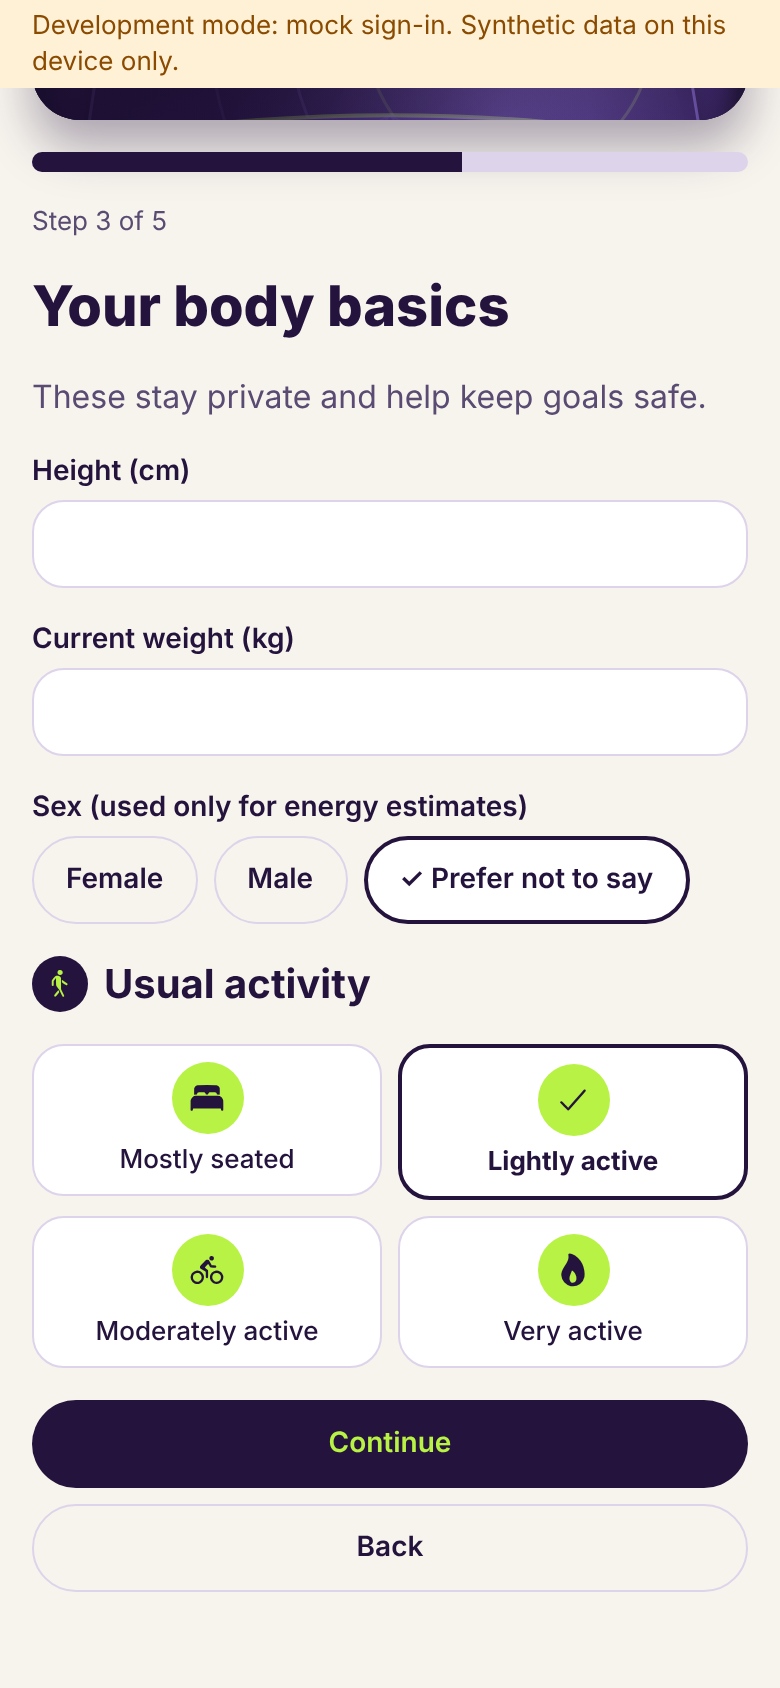 Development mode: mock sign-in. Synthetic data on this
device only.
Step 3 of 5
Your body basics
These stay private and help keep goals safe.
Height (cm)
Current weight (kg)
Sex (used only for energy estimates)
Female
Male
✓ Prefer not to say
Usual activity
Mostly seated
Lightly active
Moderately active
Very active
Continue
Back